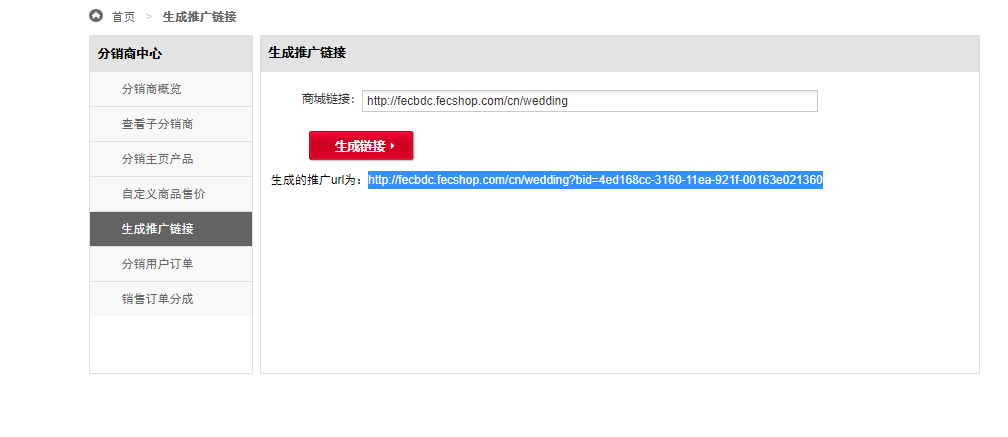 首页 > 生成推广链接
分销商中心
分销商概览
查看子分销商
分销主页产品
自定义商品售价
生成推广链接
分销用户订单
销售订单分成
生成推广链接
商城链接： http://fecbdc.fecshop.com/cn/wedding
生成链接
生成的推广url为：http://fecbdc.fecshop.com/cn/wedding?bid=4ed168cc-3160-11ea-921f-00163e021360